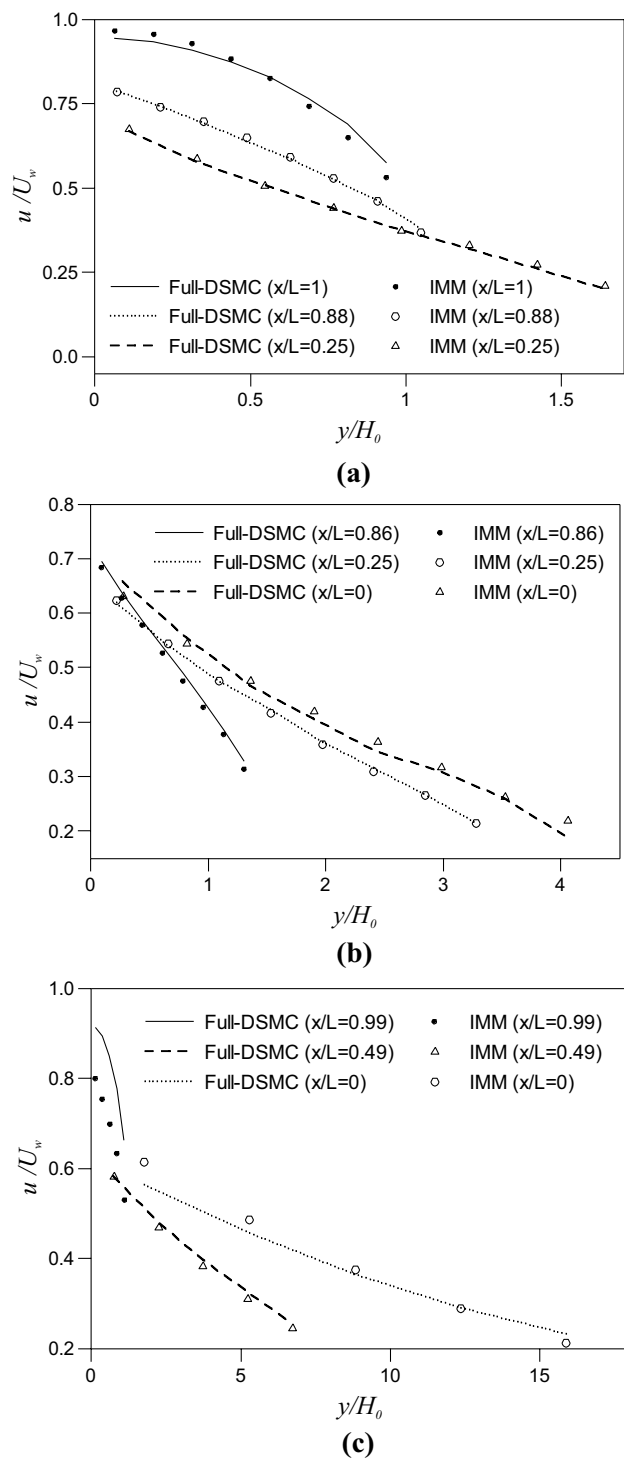 1.0
0.75
0.5
0.25
0.0
u /U_w
Full-DSMC (x/L=1) IMM (x/L=1)
Full-DSMC (x/L=0.88) IMM (x/L=0.88)
Full-DSMC (x/L=0.25) IMM (x/L=0.25)
0 0.5 1 1.5
y/H_0
(a)
0.8
0.7
0.6
0.5
0.4
0.3
0.2
u /U_w
Full-DSMC (x/L=0.86) IMM (x/L=0.86)
Full-DSMC (x/L=0.25) IMM (x/L=0.25)
Full-DSMC (x/L=0) IMM (x/L=0)
0 1 2 3 4
y/H_0
(b)
1.0
0.8
0.6
0.4
0.2
u /U_w
Full-DSMC (x/L=0.99) IMM (x/L=0.99)
Full-DSMC (x/L=0.49) IMM (x/L=0.49)
Full-DSMC (x/L=0) IMM (x/L=0)
0 5 10 15
y/H_0
(c)